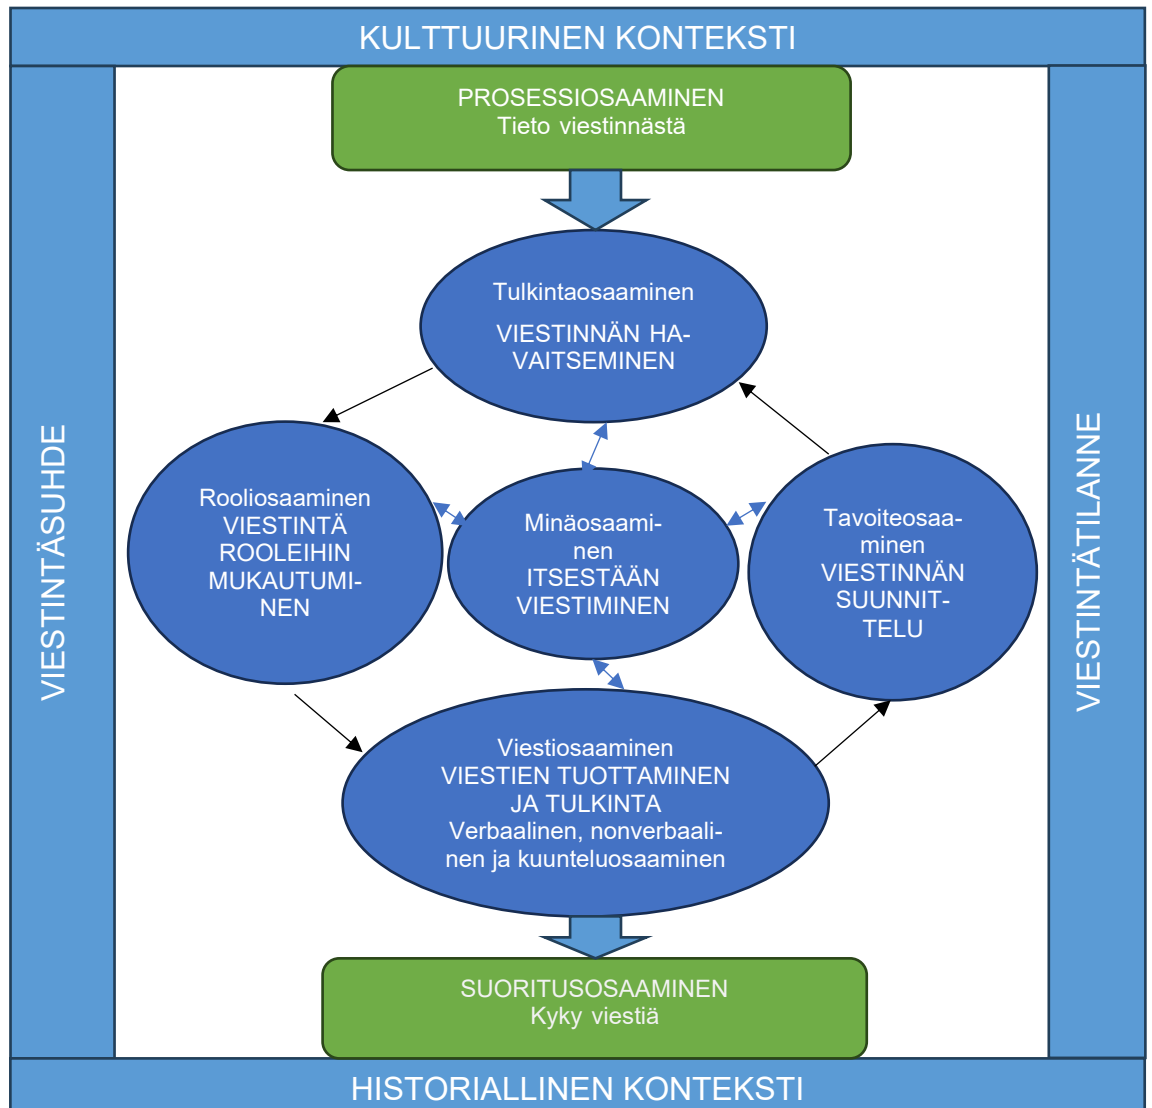 KULTTUURINEN KONTEKSTI
PROSESSIOSAAMINEN
Tieto viestinnästä
Tulkintaosaaminen
VIESTINNÄN HA-
VAITSEMINEN
VIESTINTÄSUHDE
Rooliosaaminen
VIESTINTÄ
ROOLEIHIN
MUKAUTUMI-
NEN
Minäosaami-
nen
ITSESTÄÄN
VIESTIMINEN
Tavoiteosaa-
minen
VIESTINNÄN
SUUNNIT-
TELU
VIESTINTÄTILANNE
Viestiosaaminen
VIESTIEN TUOTTAMINEN
JA TULKINTA
Verbaalinen, nonverbaali-
nen ja kuunteluosaaminen
SUORITUSOSAAMINEN
Kyky viestiä
HISTORIALLINEN KONTEKSTI